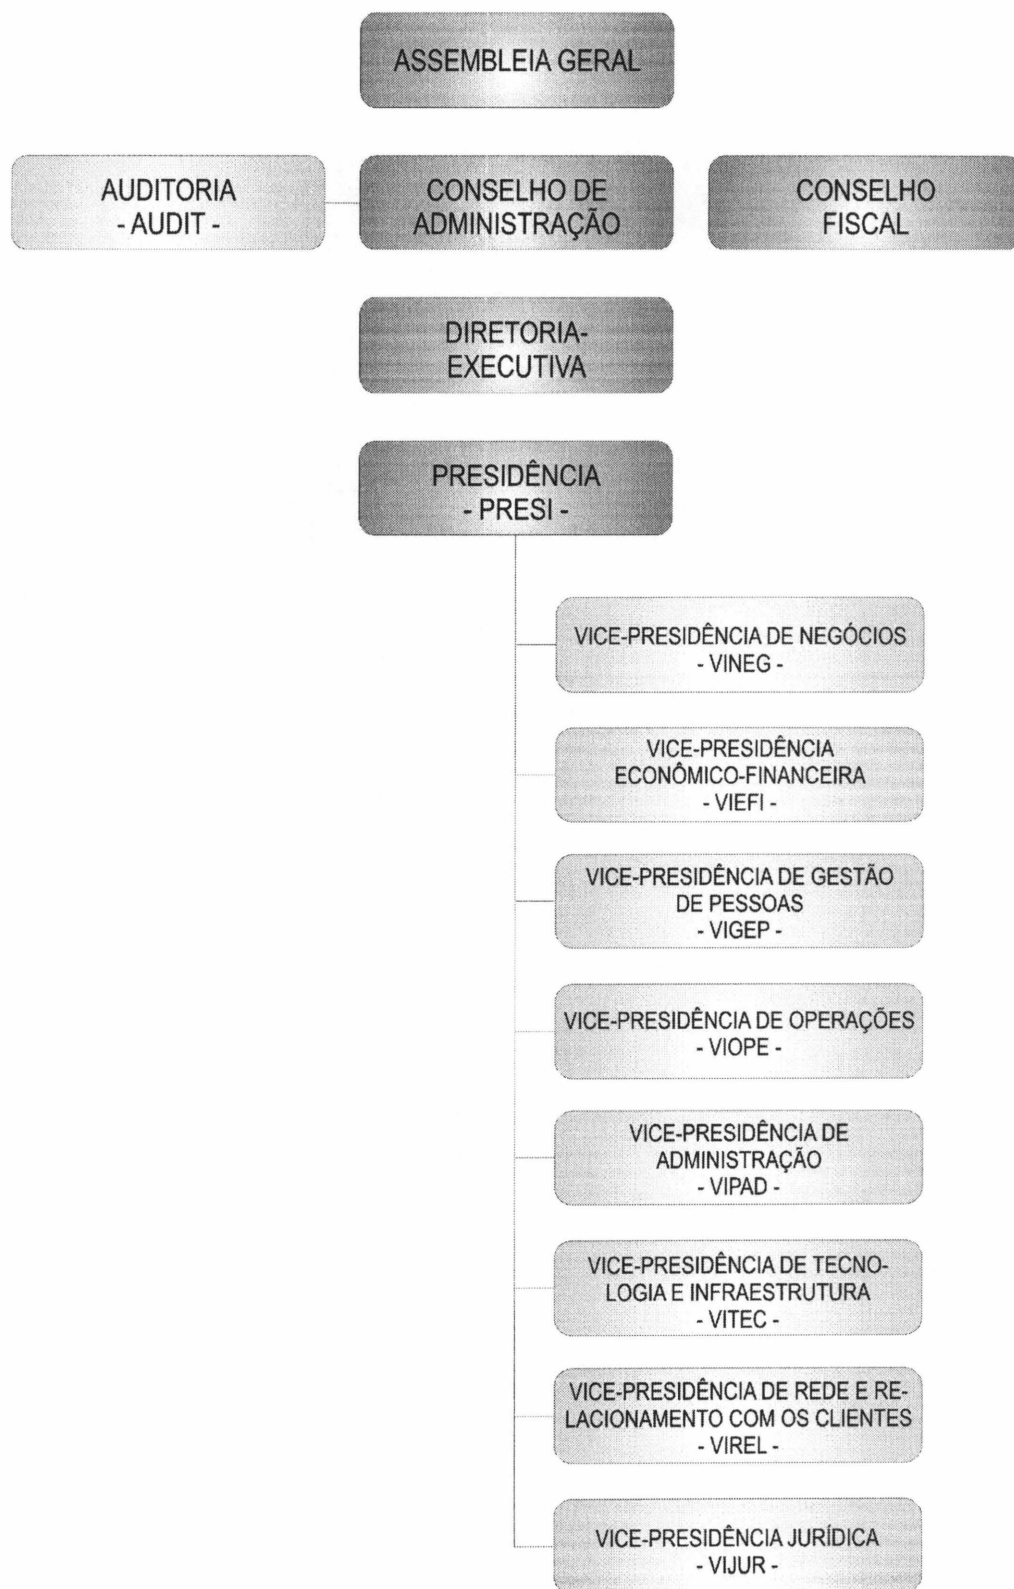 ASSEMBLEIA GERAL
AUDITORIA
- AUDIT -
CONSELHO DE
ADMINISTRAÇÃO
CONSELHO
FISCAL
DIRETORIA-
EXECUTIVA
PRESIDÊNCIA
- PRESI -
VICE-PRESIDÊNCIA DE NEGÓCIOS
- VINEG -
VICE-PRESIDÊNCIA
ECONÔMICO-FINANCEIRA
- VIEFI -
VICE-PRESIDÊNCIA DE GESTÃO
DE PESSOAS
- VIGEP -
VICE-PRESIDÊNCIA DE OPERAÇÕES
- VIOPE -
VICE-PRESIDÊNCIA DE
ADMINISTRAÇÃO
- VIPAD -
VICE-PRESIDÊNCIA DE TECNO-
LOGIA E INFRAESTRUTURA
- VITEC -
VICE-PRESIDÊNCIA DE REDE E RE-
LACIONAMENTO COM OS CLIENTES
- VIREL -
VICE-PRESIDÊNCIA JURÍDICA
- VIJUR -